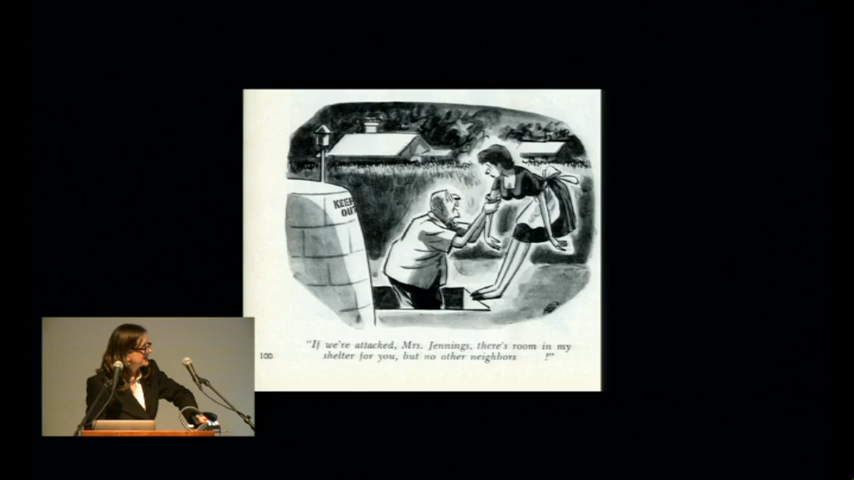 KEEP
OUT
"If we're attacked, Mrs. Jennings, there's room in my
100 shelter for you, but no other neighbors !"